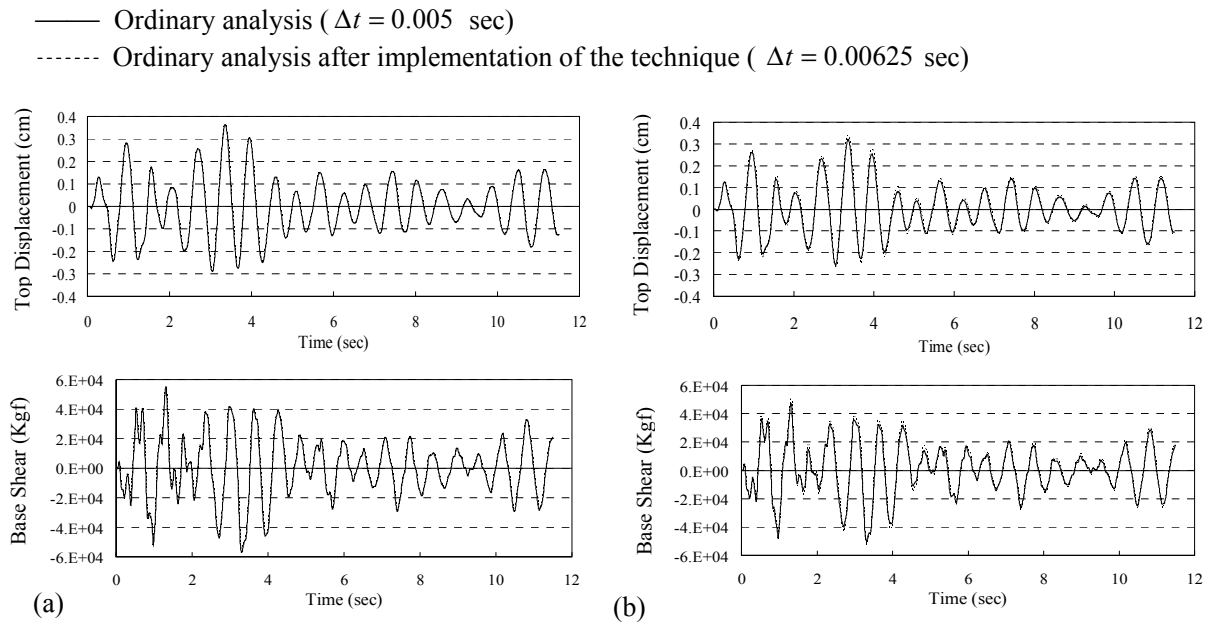 Ordinary analysis ( Δt = 0.005 sec)
Ordinary analysis after implementation of the technique ( Δt = 0.00625 sec)
Top Displacement (cm)
0.4
0.3
0.2
0.1
0
-0.1
-0.2
-0.3
-0.4
0 2 4 6 8 10 12
Time (sec)
Top Displacement (cm)
0.4
0.3
0.2
0.1
0
-0.1
-0.2
-0.3
-0.4
0 2 4 6 8 10 12
Time (sec)
Base Shear (Kgf)
6.E+04
4.E+04
2.E+04
0.E+00
-2.E+04
-4.E+04
-6.E+04
0 2 4 6 8 10 12
Time (sec)
(a)
Base Shear (Kgf)
6.E+04
4.E+04
2.E+04
0.E+00
-2.E+04
-4.E+04
-6.E+04
0 2 4 6 8 10 12
Time (sec)
(b)